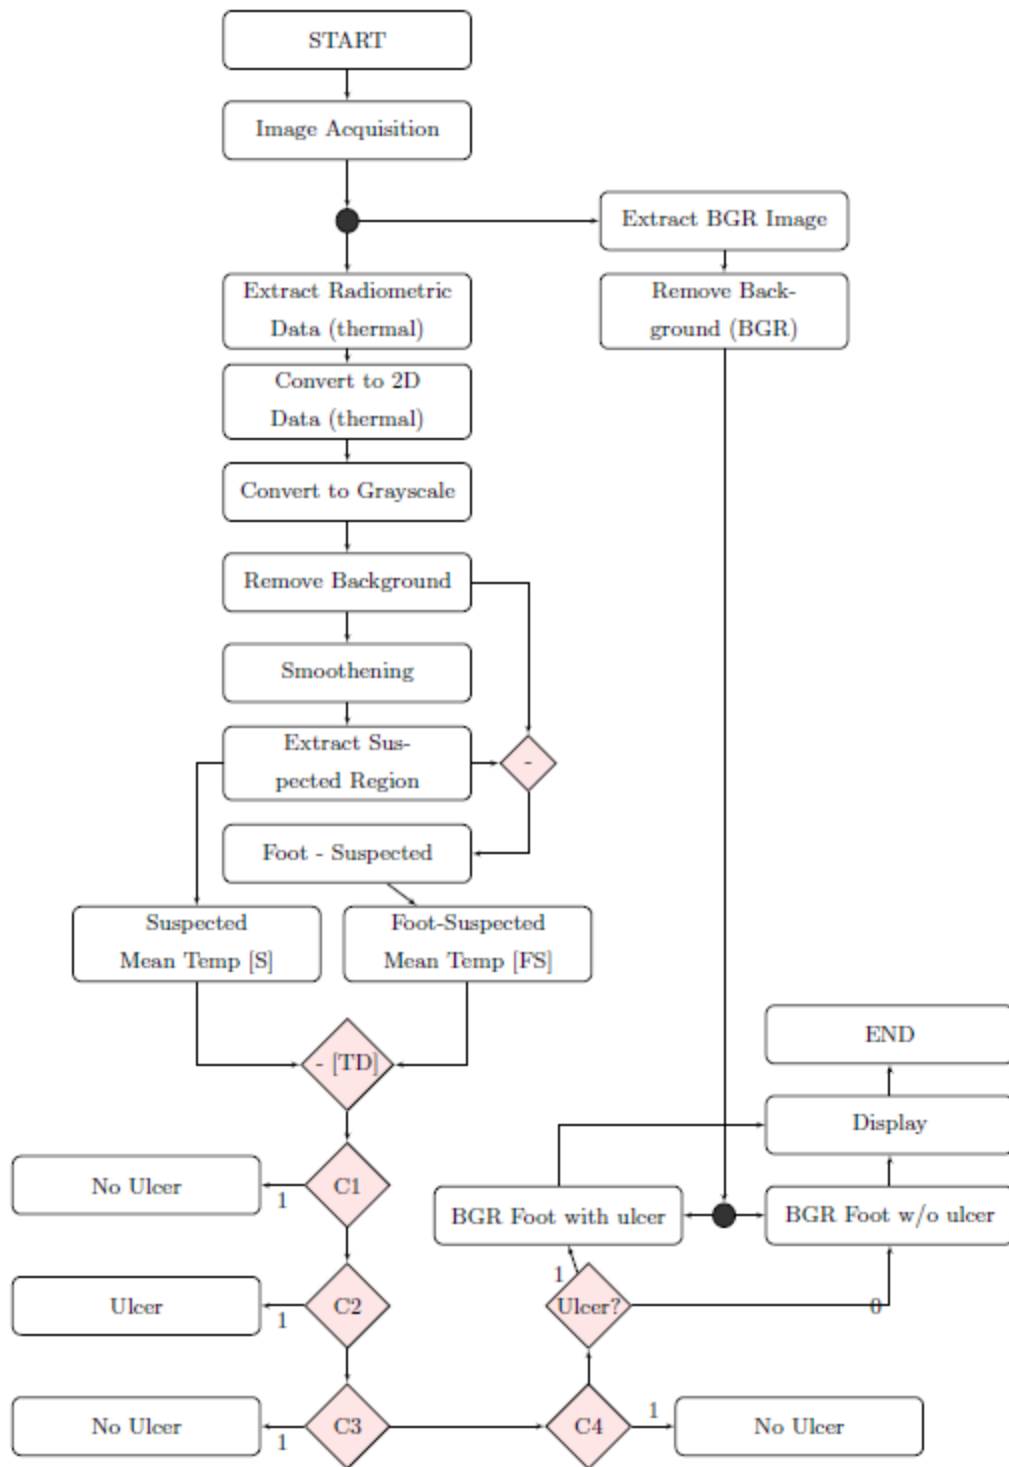 START
Image Acquisition
Extract BGR Image
Extract Radiometric
Data (thermal)
Remove Back-
ground (BGR)
Convert to 2D
Data (thermal)
Convert to Grayscale
Remove Background
Smoothening
Extract Sus-
pected Region
-
Foot - Suspected
Suspected
Mean Temp [S]
Foot-Suspected
Mean Temp [FS]
- [TD]
END
Display
No Ulcer
1
C1
BGR Foot with ulcer
BGR Foot w/o ulcer
Ulcer
1
C2
1
Ulcer?
0
No Ulcer
1
C3
C4
1
No Ulcer